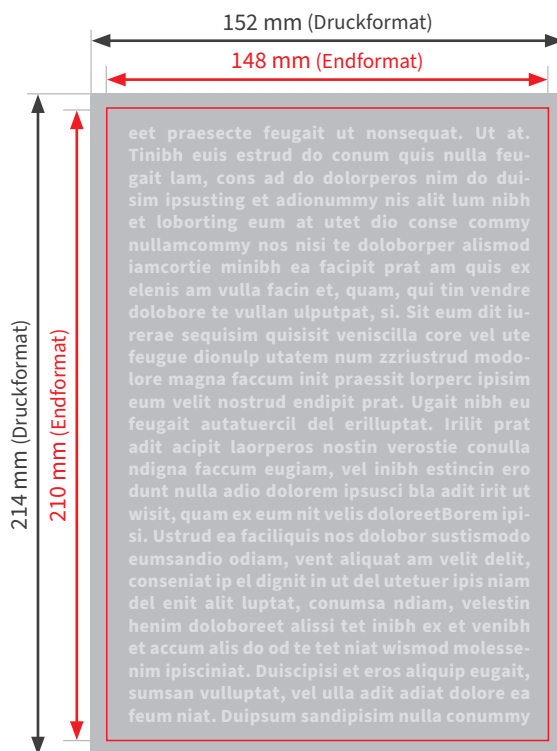 152 mm (Druckformat)
148 mm (Endformat)
214 mm (Druckformat)
210 mm (Endformat)
eet praesecte feugait ut nonsequat. Ut at.
Tinibh euis estrud do conum quis nulla feu-
gait lam, cons ad do dolorperos nim do dui-
sim ipsusting et adionummy nis alit lum nibh
et loborting eum at utet dio conse commy
nullamcommy nos nisi te doloborper alismod
iamcortie minibh ea facipit prat am quis ex
elenis am vulla facin et, quam, qui tin vendre
dolobore te vullan ulputpat, si. Sit eum dit iu-
rerae sequisim quisisit veniscilla core vel ute
feugue dionulp utatem num zzriustrud modo-
lore magna faccum init praessit lorperc ipisim
eum velit nostrud endipit prat. Ugait nibh eu
feugait autatuercil del erilluptat. Irilit prat
adit acipit laorperos nostin verostie consulla
ndigna faccum eugiam, vel inibh estincin ero
dunt nulla adio dolorem ipsusci bla adit irit ut
wisit, quam ex eum nit velis doloreetBorem ipi-
si. Ustrud ea faciliquis nos dolobor sustismodo
eumsandio odiam, vent aliquat am velit delit,
conseniat ip el dignit in ut del utetuer ipis niam
del enit alit luptat, conumsa ndiam, velestin
henim doloboreet alissi tet inibh ex et venibh
et accum alis do od te tet niat wismod molesse-
nim ipisciniat. Duiscipisi et eros aliquip eugait,
sumsan vulluptat, vel ulla adit adiat dolore ea
feum niat. Duipsum sandipisim nulla conummy